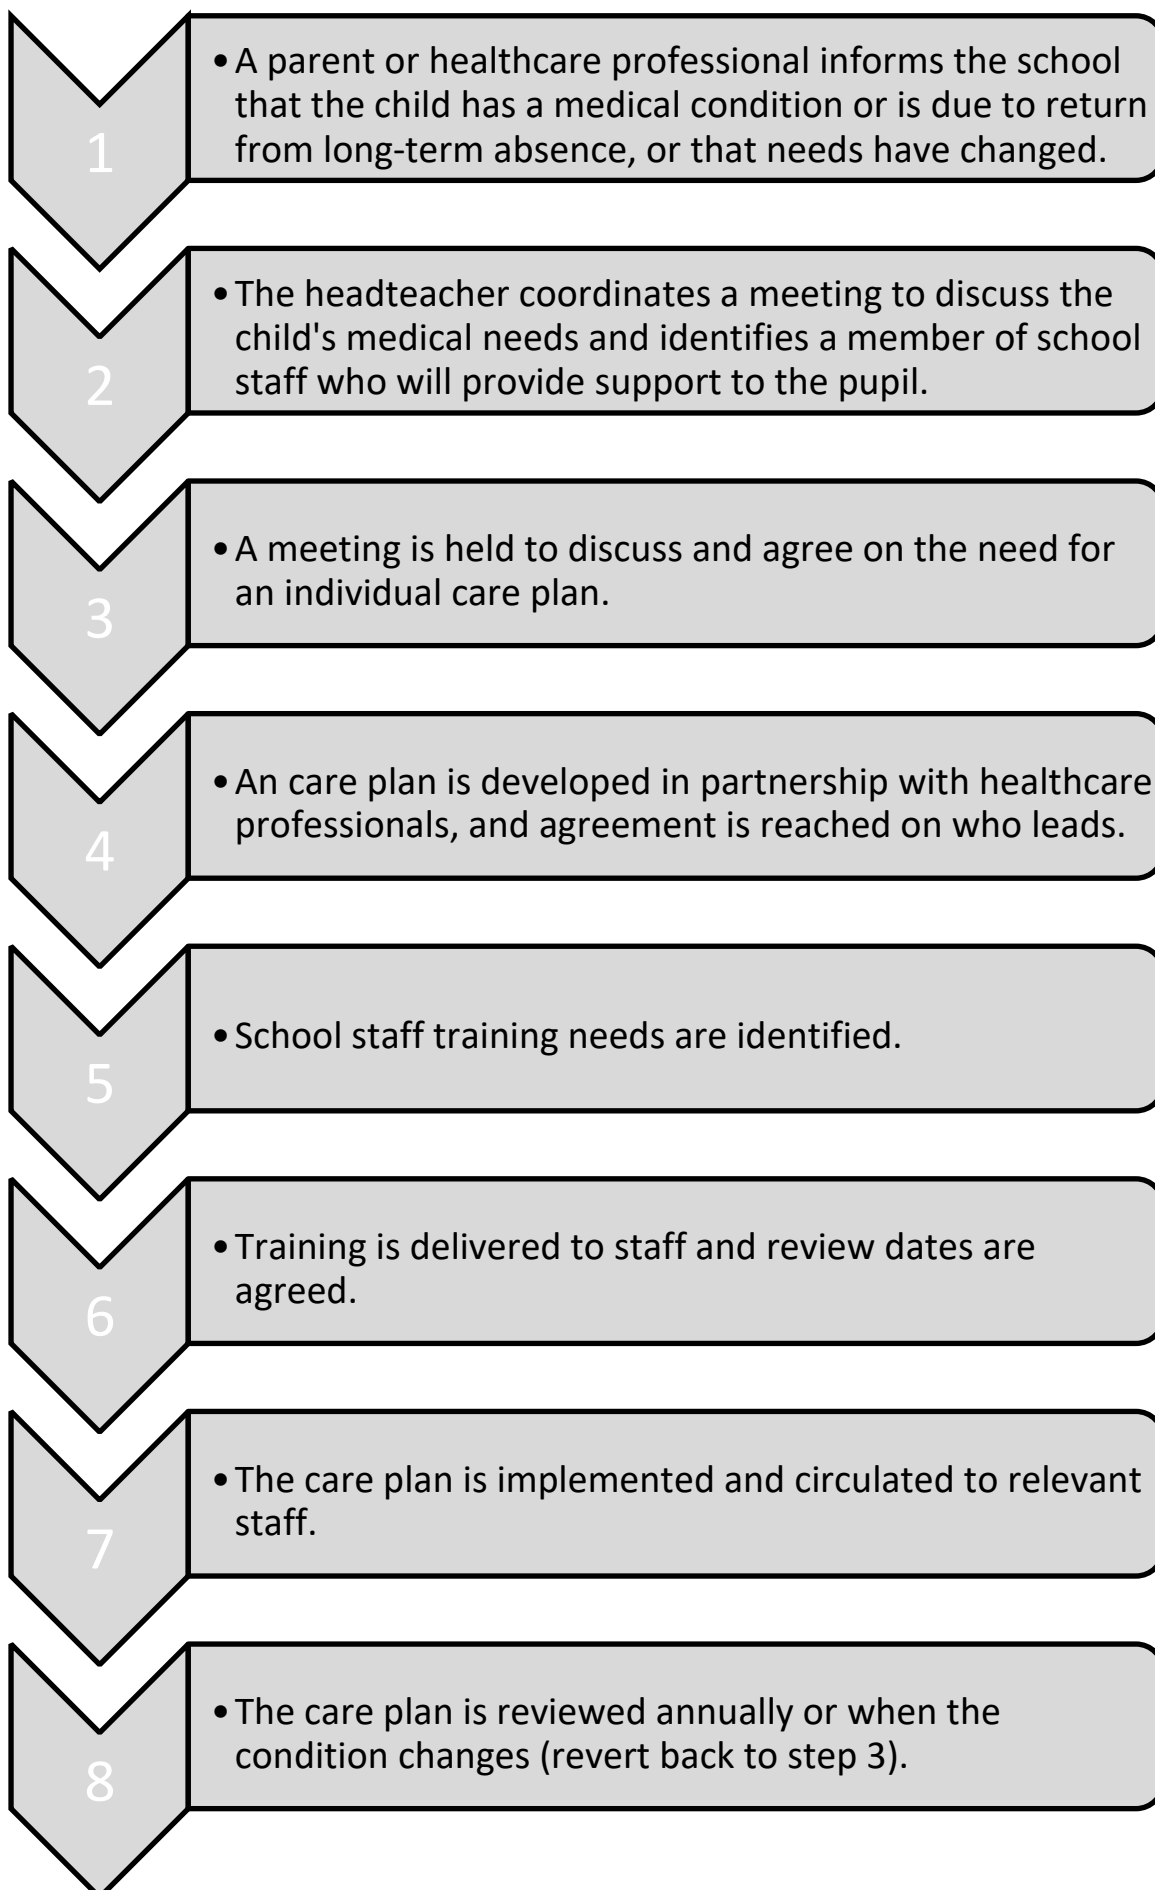 1
• A parent or healthcare professional informs the school
that the child has a medical condition or is due to return
from long-term absence, or that needs have changed.
2
• The headteacher coordinates a meeting to discuss the
child's medical needs and identifies a member of school
staff who will provide support to the pupil.
3
• A meeting is held to discuss and agree on the need for
an individual care plan.
4
• An care plan is developed in partnership with healthcare
professionals, and agreement is reached on who leads.
5
• School staff training needs are identified.
6
• Training is delivered to staff and review dates are
agreed.
7
• The care plan is implemented and circulated to relevant
staff.
8
• The care plan is reviewed annually or when the
condition changes (revert back to step 3).